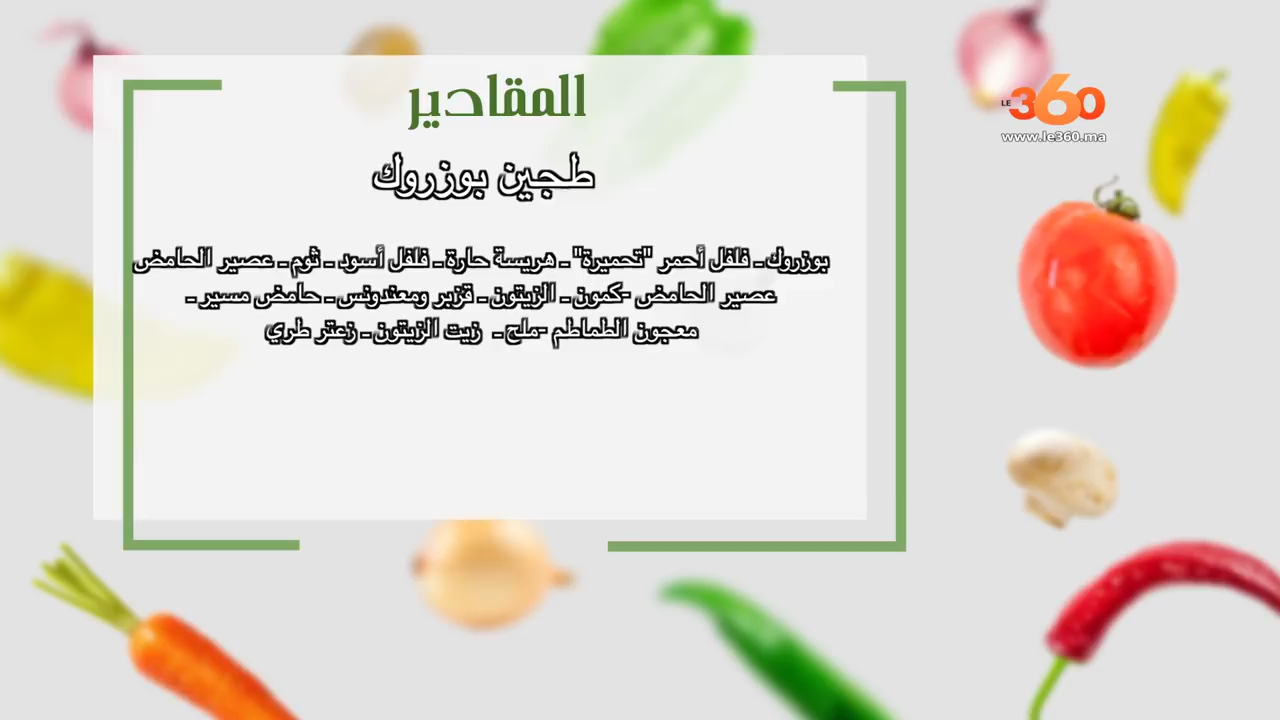 المقادير
LE 360
www.le360.ma
طجين بوزروك
بوزروك ـ فلفل أحمر "تحميرة" ـ هريسة حارة ـ فلفل أسود ـ ثوم ـ عصير الحامض
عصير الحامض -كمون ـ الزيتون ـ قزبر ومعدنوس ـ حامض مسير ـ
معجون الطماطم -ملح ـ زيت الزيتون ـ زعتر طري